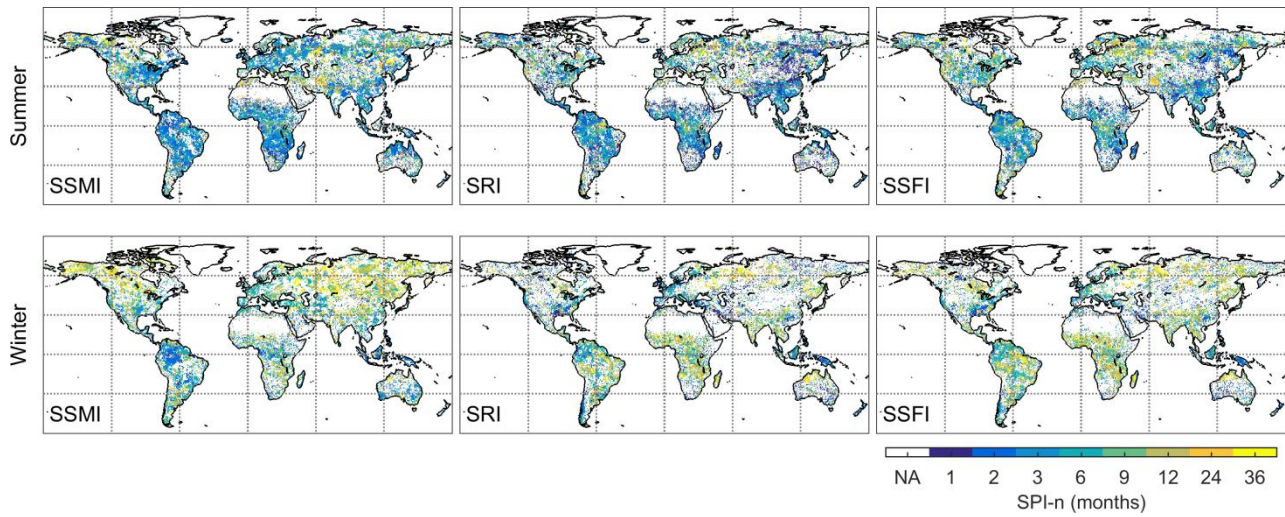 Summer
SSMI
SRI
SSFI
Winter
SSMI
SRI
SSFI
NA 1 2 3 6 9 12 24 36
SPI-n (months)